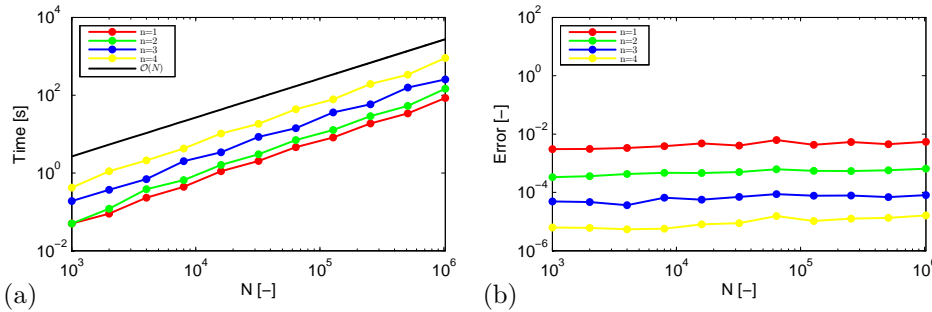 10^4
10^2
10^0
10^-2
Time [s]
n=1
n=2
n=3
n=4
O(N)
10^3 10^4 10^5 10^6
N [–]
(a)
10^2
10^0
10^-2
10^-4
10^-6
Error [–]
n=1
n=2
n=3
n=4
10^3 10^4 10^5 10^6
N [–]
(b)